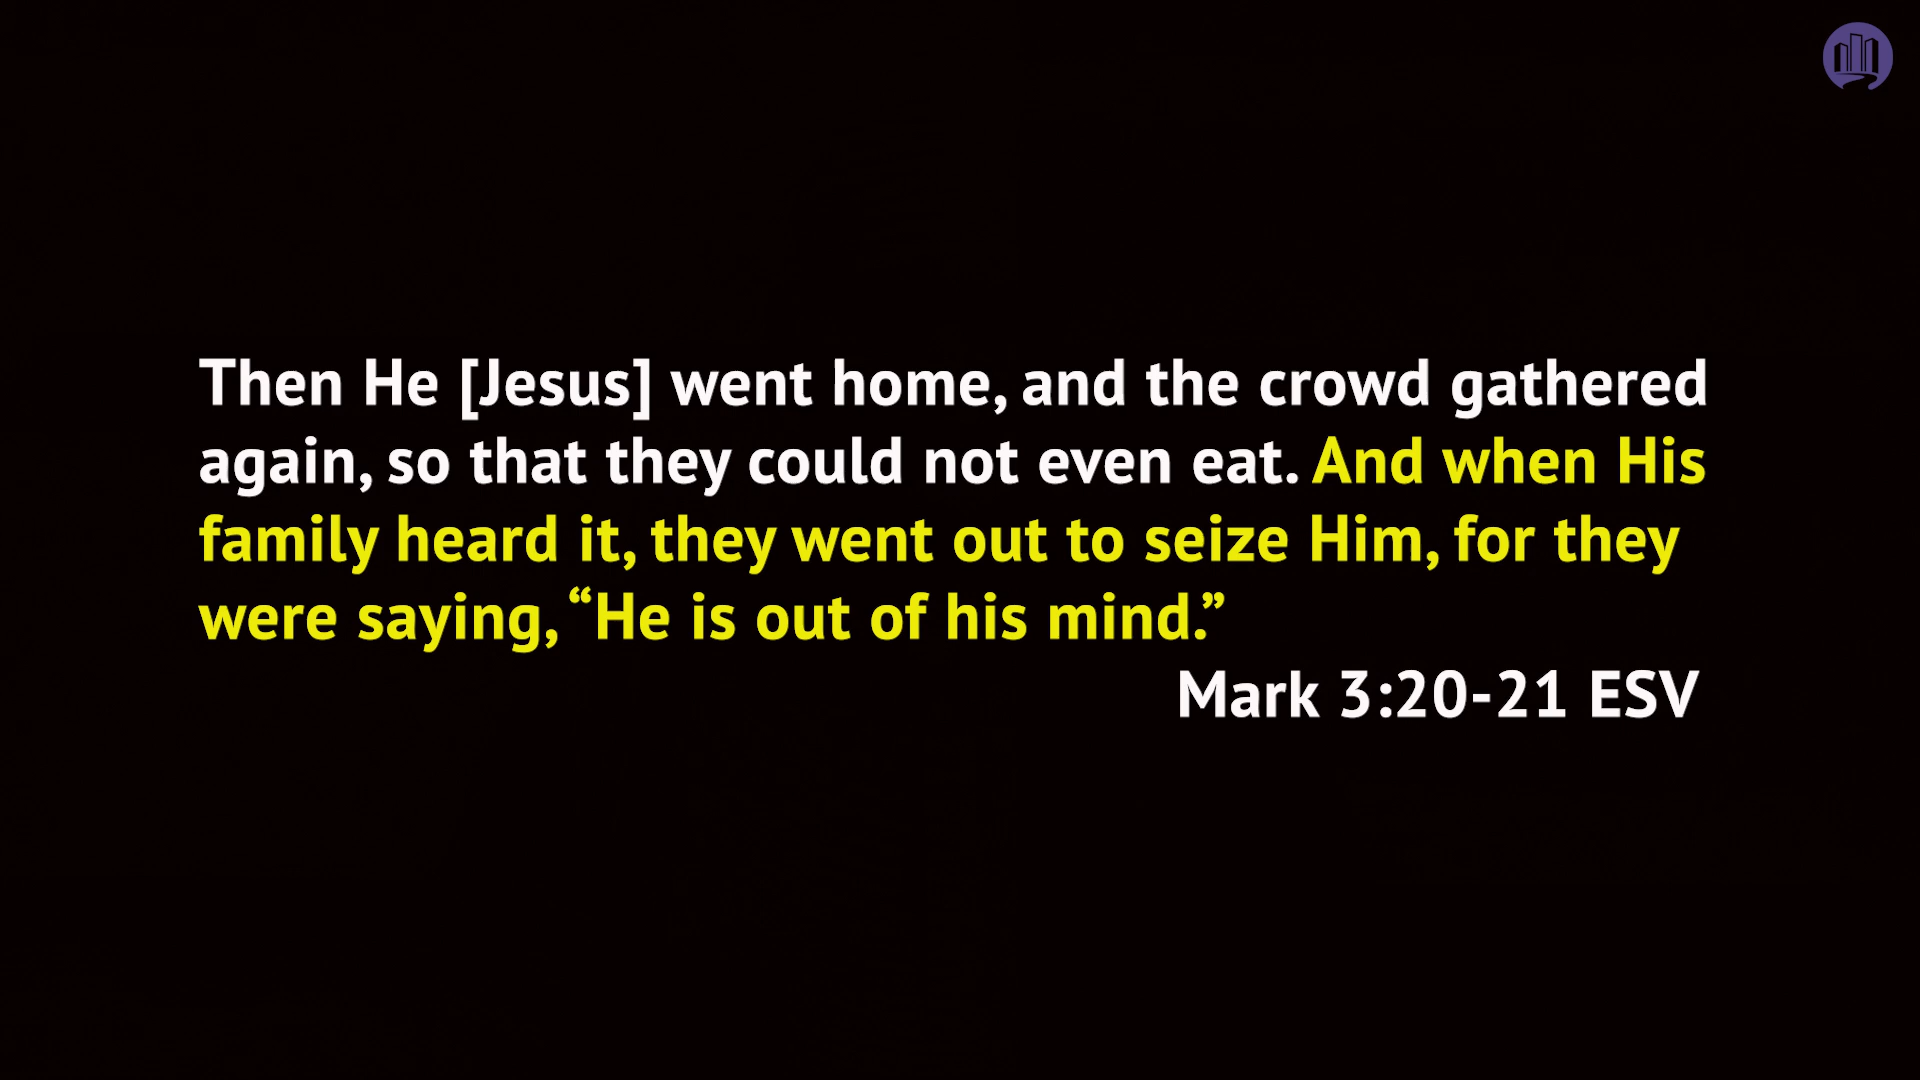 Then He [Jesus] went home, and the crowd gathered
again, so that they could not even eat. And when His
family heard it, they went out to seize Him, for they
were saying, “He is out of his mind.”
Mark 3:20-21 ESV